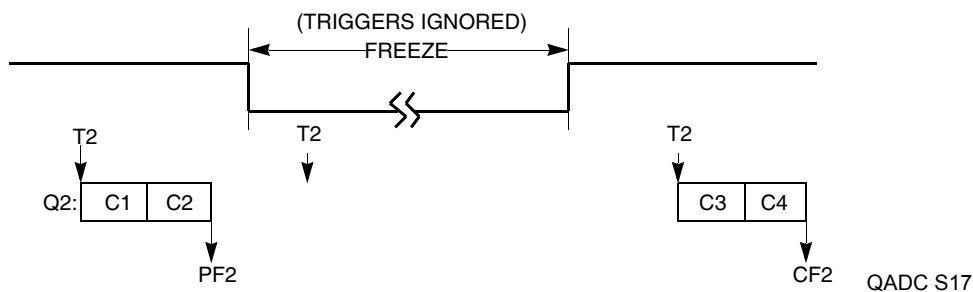 (TRIGGERS IGNORED)
FREEZE
T2
T2
T2
Q2:
C1
C2
C3
C4
PF2
CF2
QADC S17